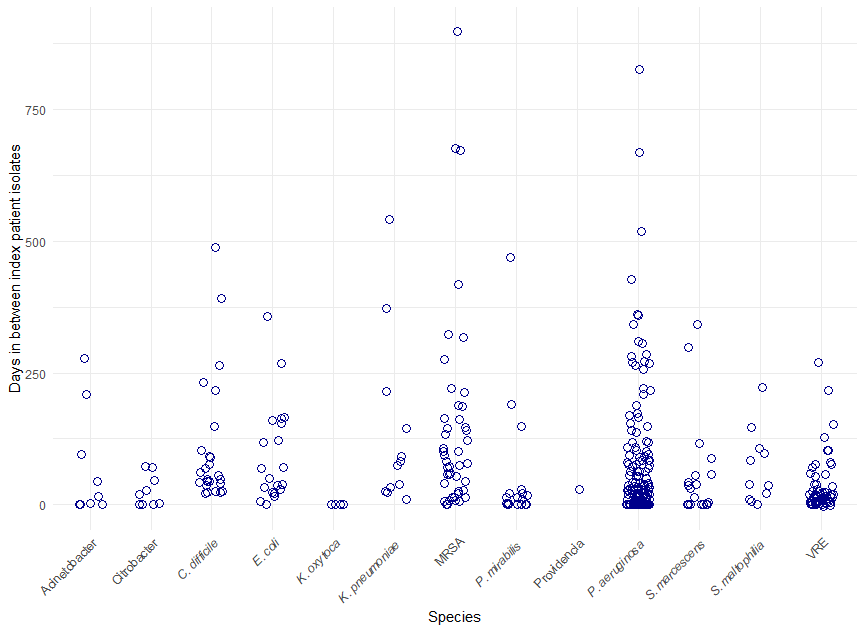 Days in between index patient isolates
750
500
250
0
Acinetobacter
Citrobacter
C. difficile
E. coli
K. oxytoca
K. pneumoniae
MRSA
P. mirabilis
Providencia
P. aeruginosa
S. marcescens
S. maltophilia
VRE
Species